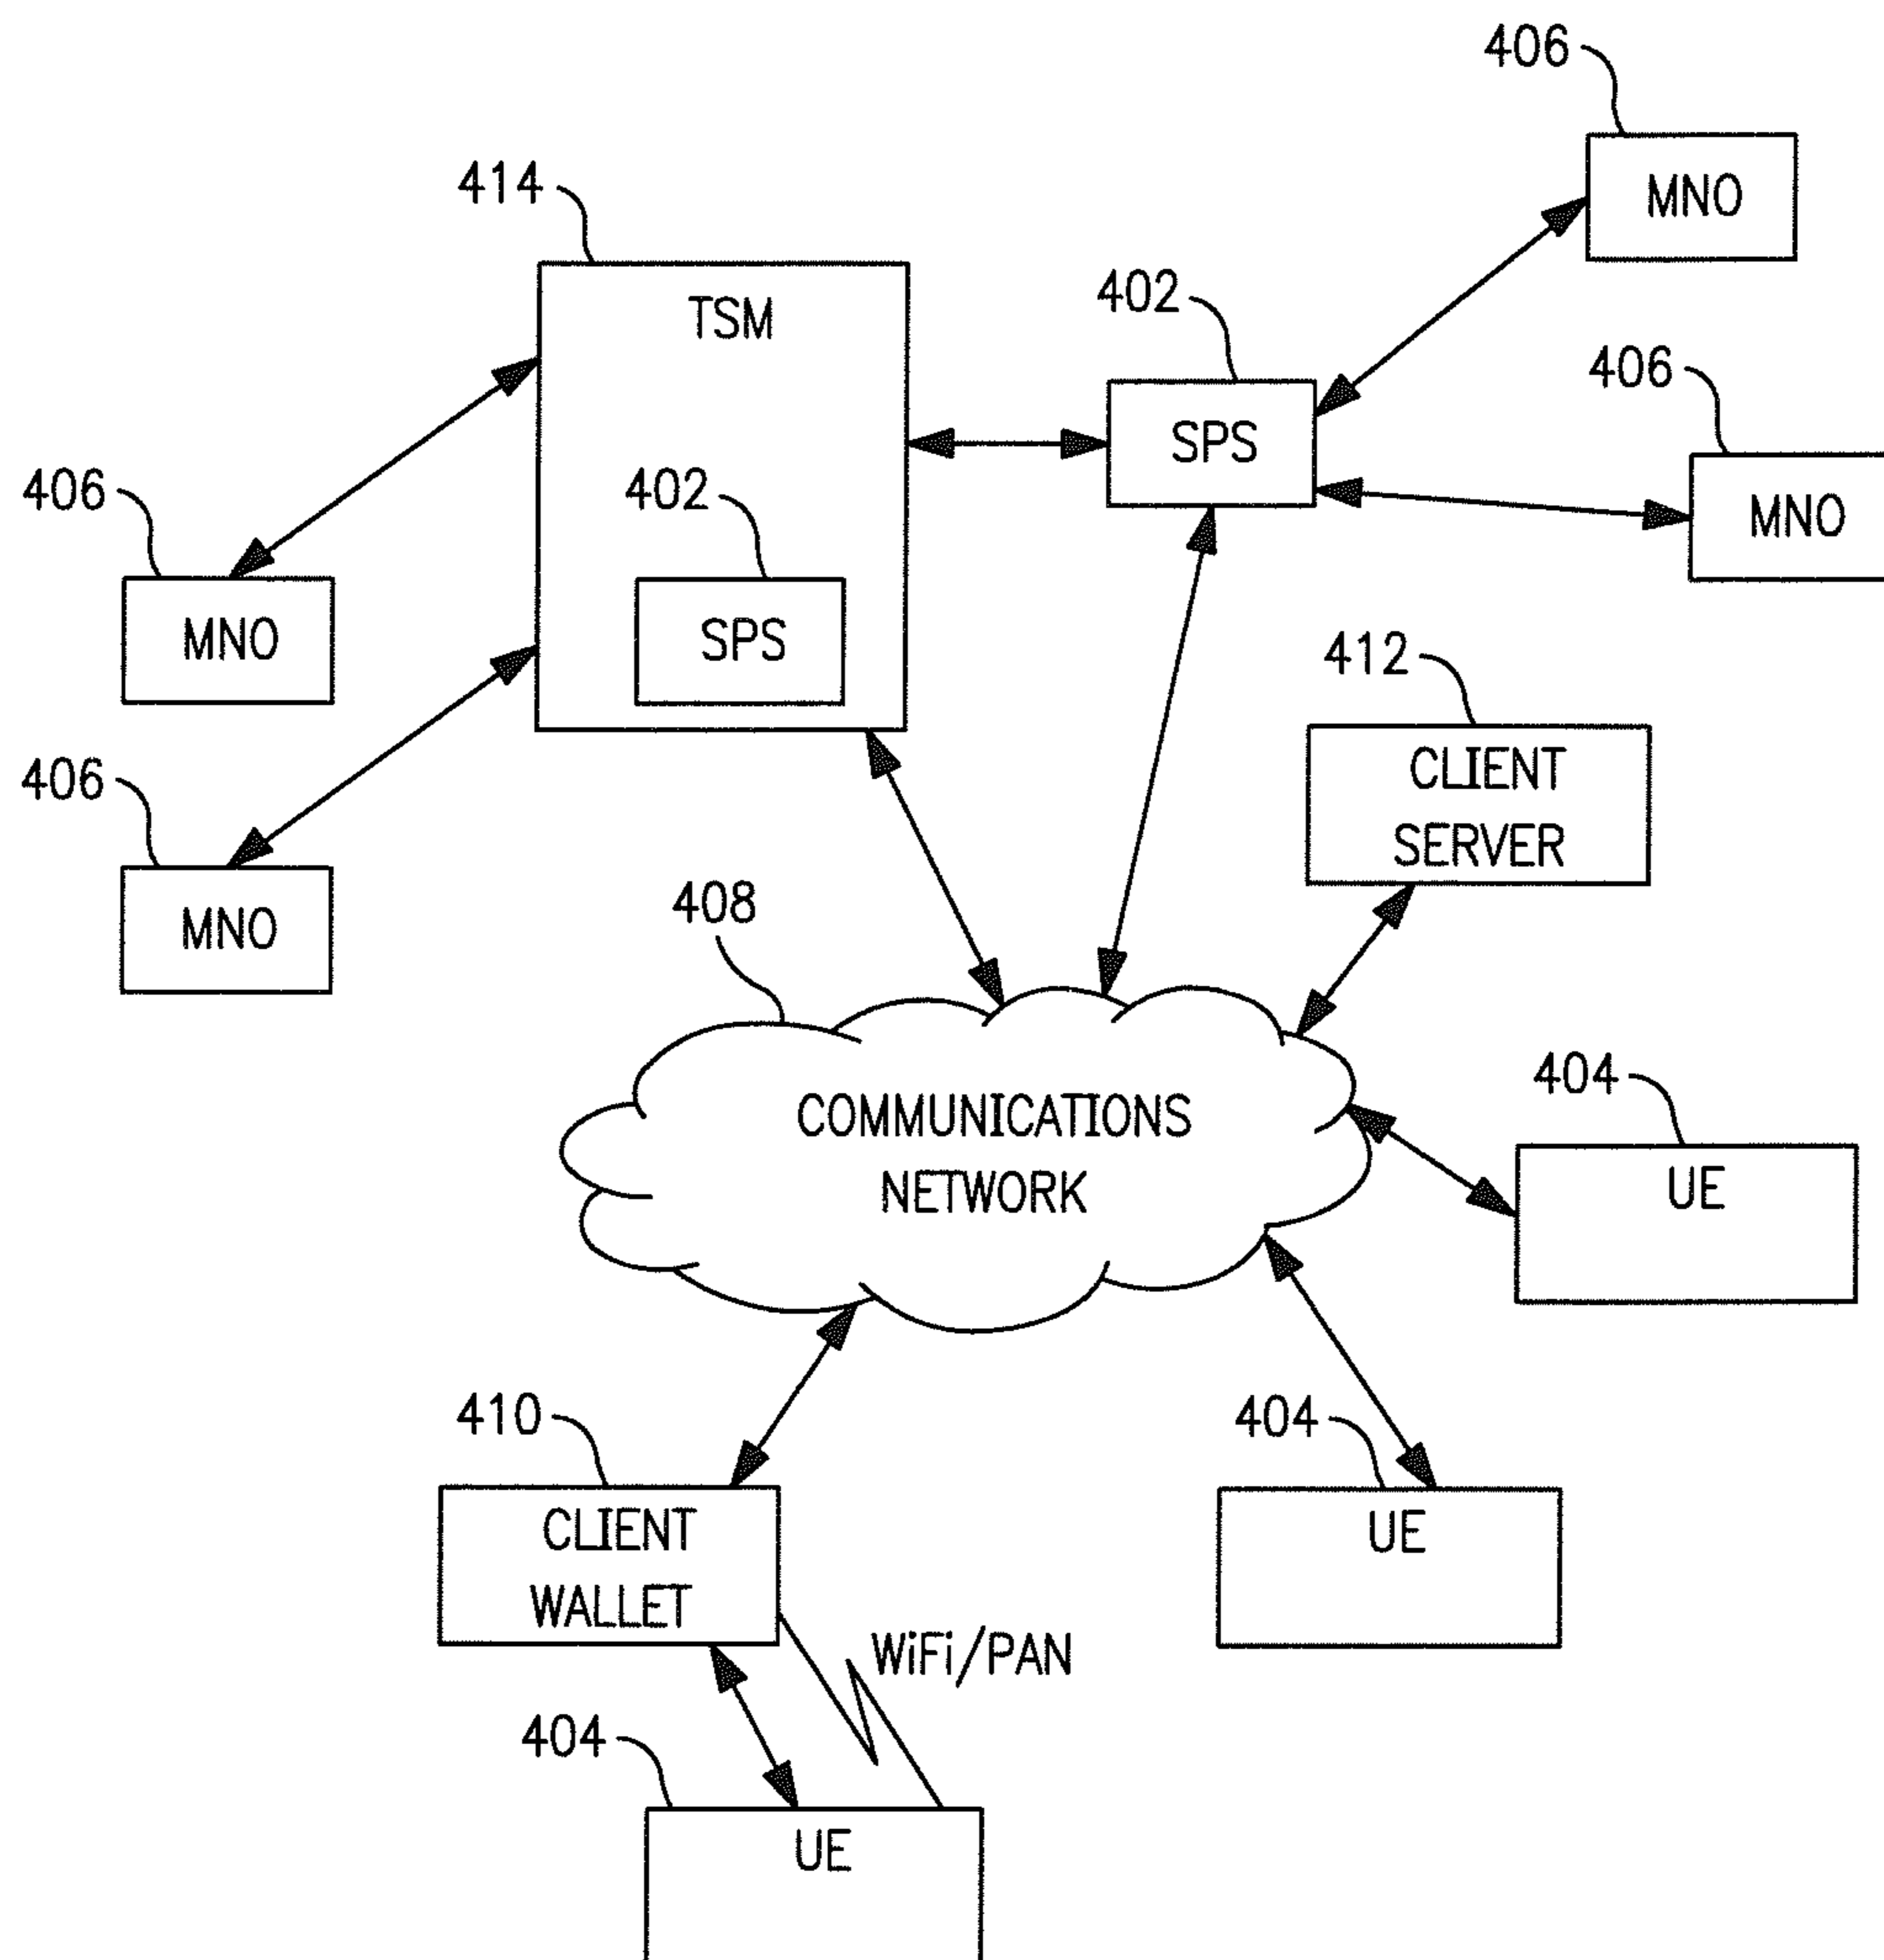 406
MNO
414
TSM
402
SPS
406
MNO
406
MNO
402
SPS
412
CLIENT
SERVER
406
MNO
408
COMMUNICATIONS
NETWORK
404
UE
410
CLIENT
WALLET
404
UE
WiFi/PAN
404
UE